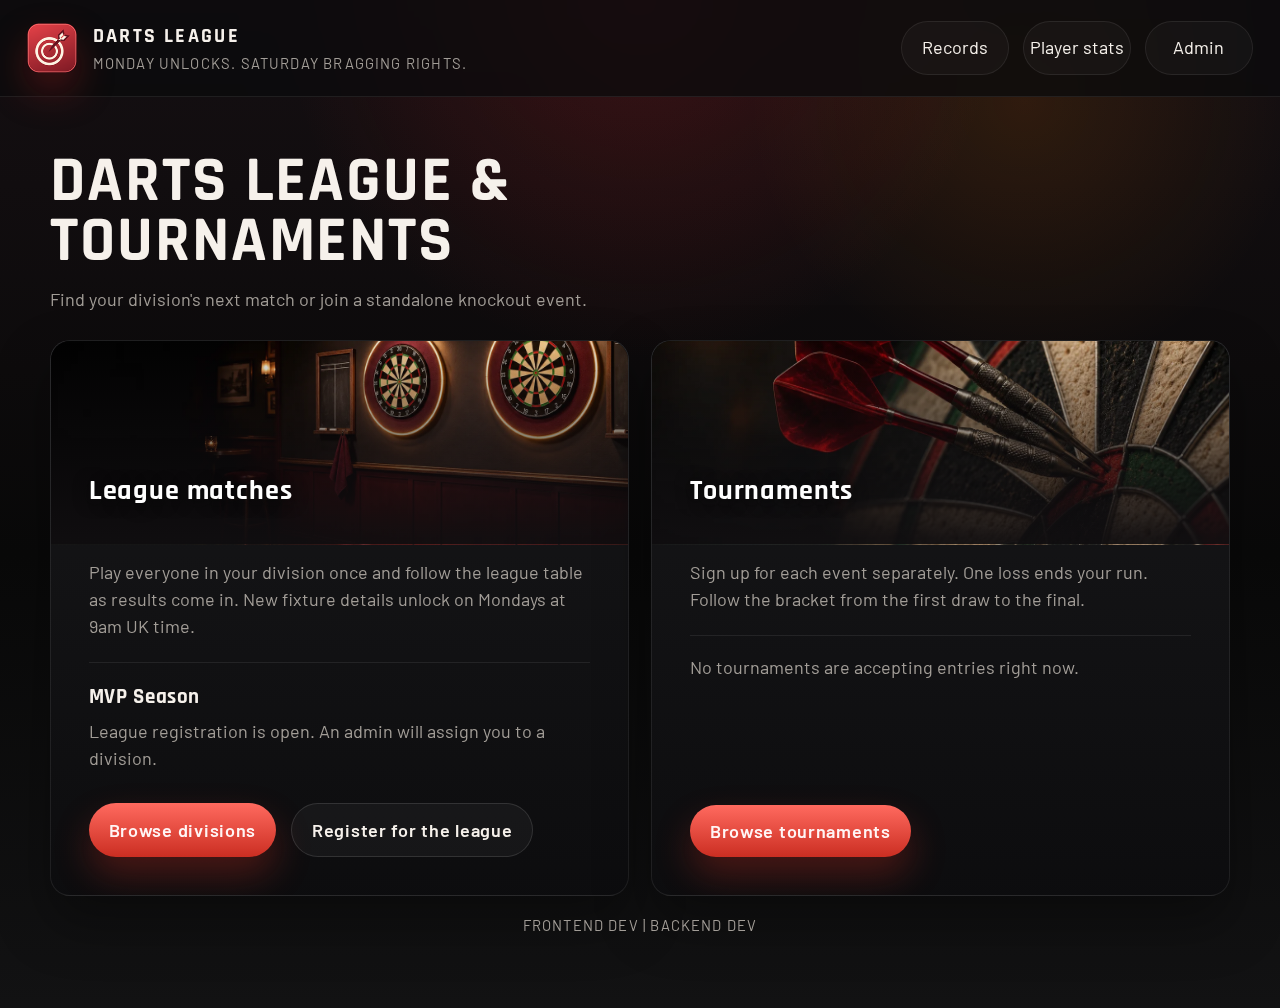 DARTS LEAGUE
MONDAY UNLOCKS. SATURDAY BRAGGING RIGHTS.
Records
Player stats
Admin
DARTS LEAGUE &
TOURNAMENTS
Find your division's next match or join a standalone knockout event.
League matches
Play everyone in your division once and follow the league table
as results come in. New fixture details unlock on Mondays at
9am UK time.
MVP Season
League registration is open. An admin will assign you to a
division.
Browse divisions
Register for the league
Tournaments
Sign up for each event separately. One loss ends your run.
Follow the bracket from the first draw to the final.
No tournaments are accepting entries right now.
Browse tournaments
FRONTEND DEV | BACKEND DEV